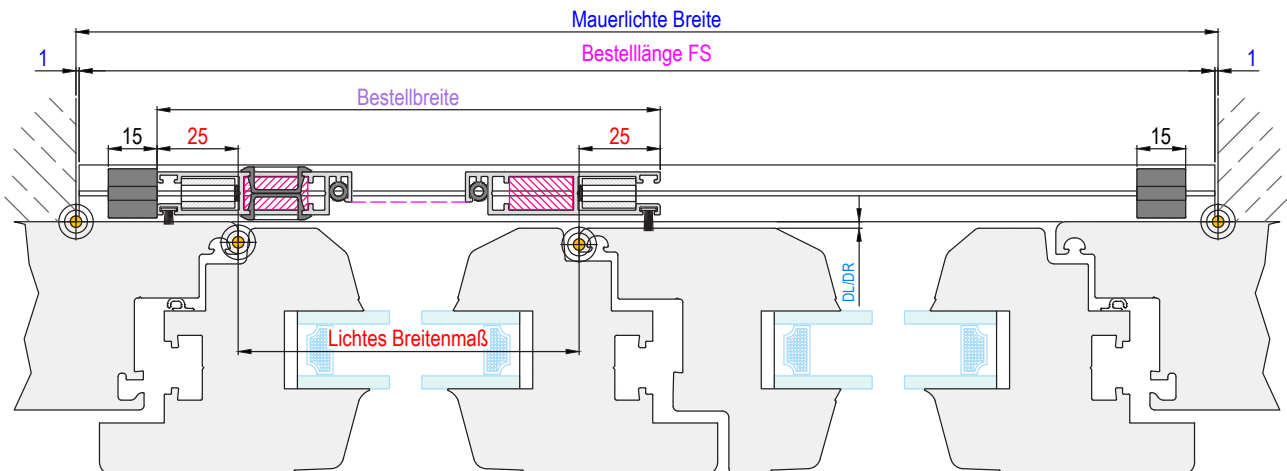 Mauerlichte Breite
1
Bestelllänge FS
1
Bestellbreite
15
25
25
15
DL/DR
Lichtes Breitenmaß